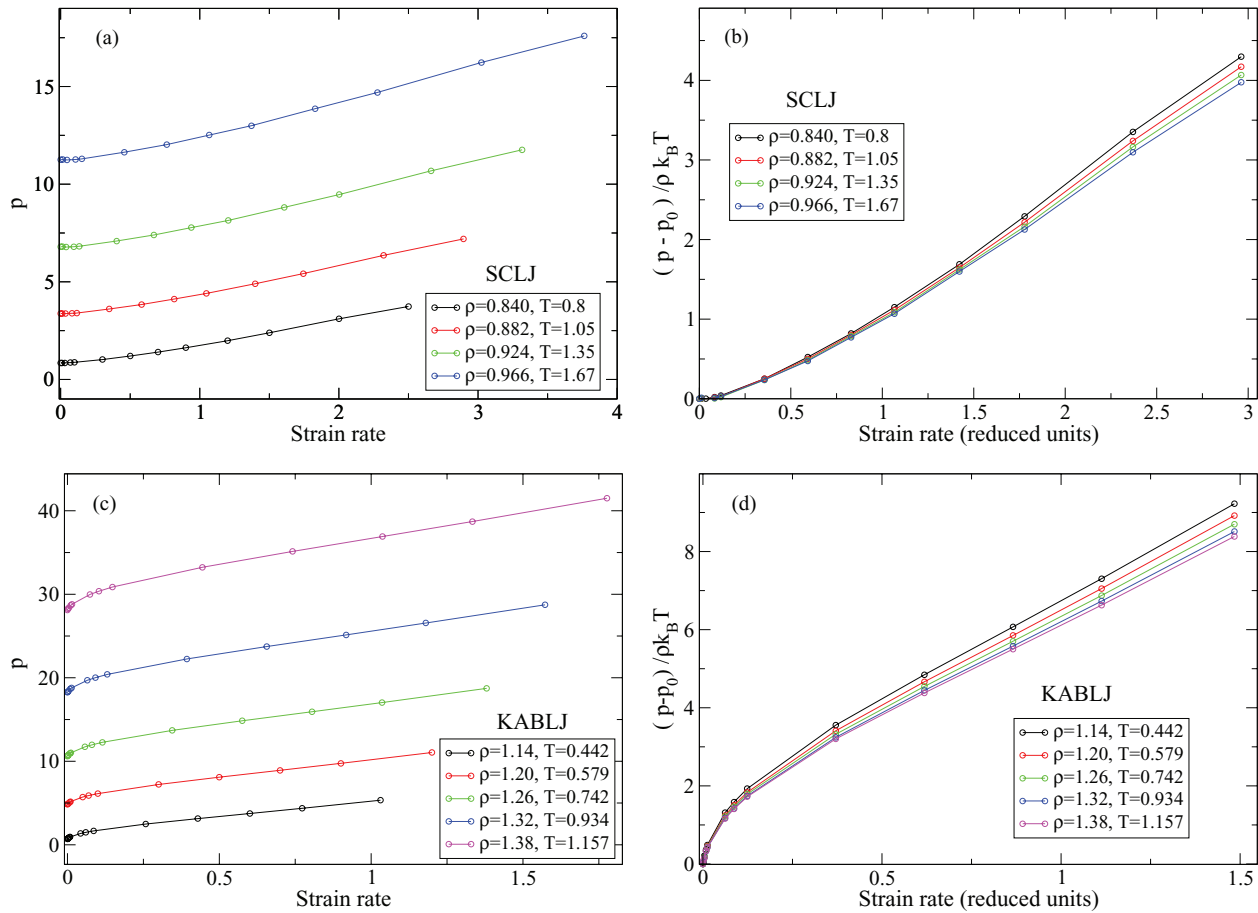 (a)
15
10
5
0
p
0
1
2
3
4
Strain rate
SCLJ
ρ=0.840, T=0.8
ρ=0.882, T=1.05
ρ=0.924, T=1.35
ρ=0.966, T=1.67
(b)
4
3
2
1
0
( p - p₀ ) /ρ k_B T
0
0.5
1
1.5
2
2.5
3
Strain rate (reduced units)
SCLJ
ρ=0.840, T=0.8
ρ=0.882, T=1.05
ρ=0.924, T=1.35
ρ=0.966, T=1.67
(c)
40
30
20
10
0
p
0
0.5
1
1.5
Strain rate
KABLJ
ρ=1.14, T=0.442
ρ=1.20, T=0.579
ρ=1.26, T=0.742
ρ=1.32, T=0.934
ρ=1.38, T=1.157
(d)
8
6
4
2
0
( p-p₀) /ρk_BT
0
0.5
1
1.5
Strain rate (reduced units)
KABLJ
ρ=1.14, T=0.442
ρ=1.20, T=0.579
ρ=1.26, T=0.742
ρ=1.32, T=0.934
ρ=1.38, T=1.157